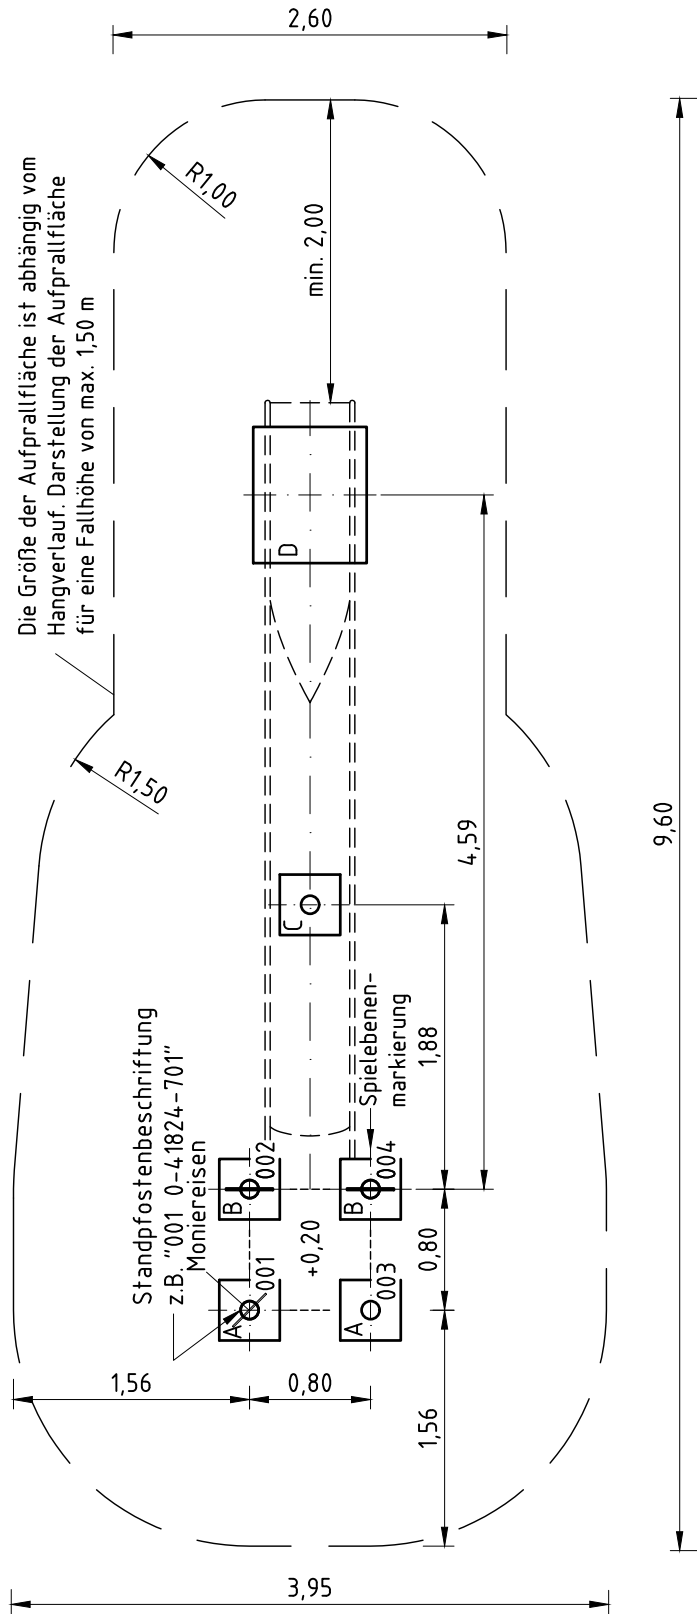 2,60
Die Größe der Aufprallfläche ist abhängig vom
Hangverlauf. Darstellung der Aufprallfläche
für eine Fallhöhe von max. 1,50 m
R1,00
min. 2,00
D
R1,50
4,59
9,60
C
Standpfostenbeschriftung
z.B. "001 0-41824-701"
Moniereisen
Spielebenen-
markierung
1,88
B
002
B
004
+0,20
0,80
A
001
A
003
1,56
0,80
1,56
3,95